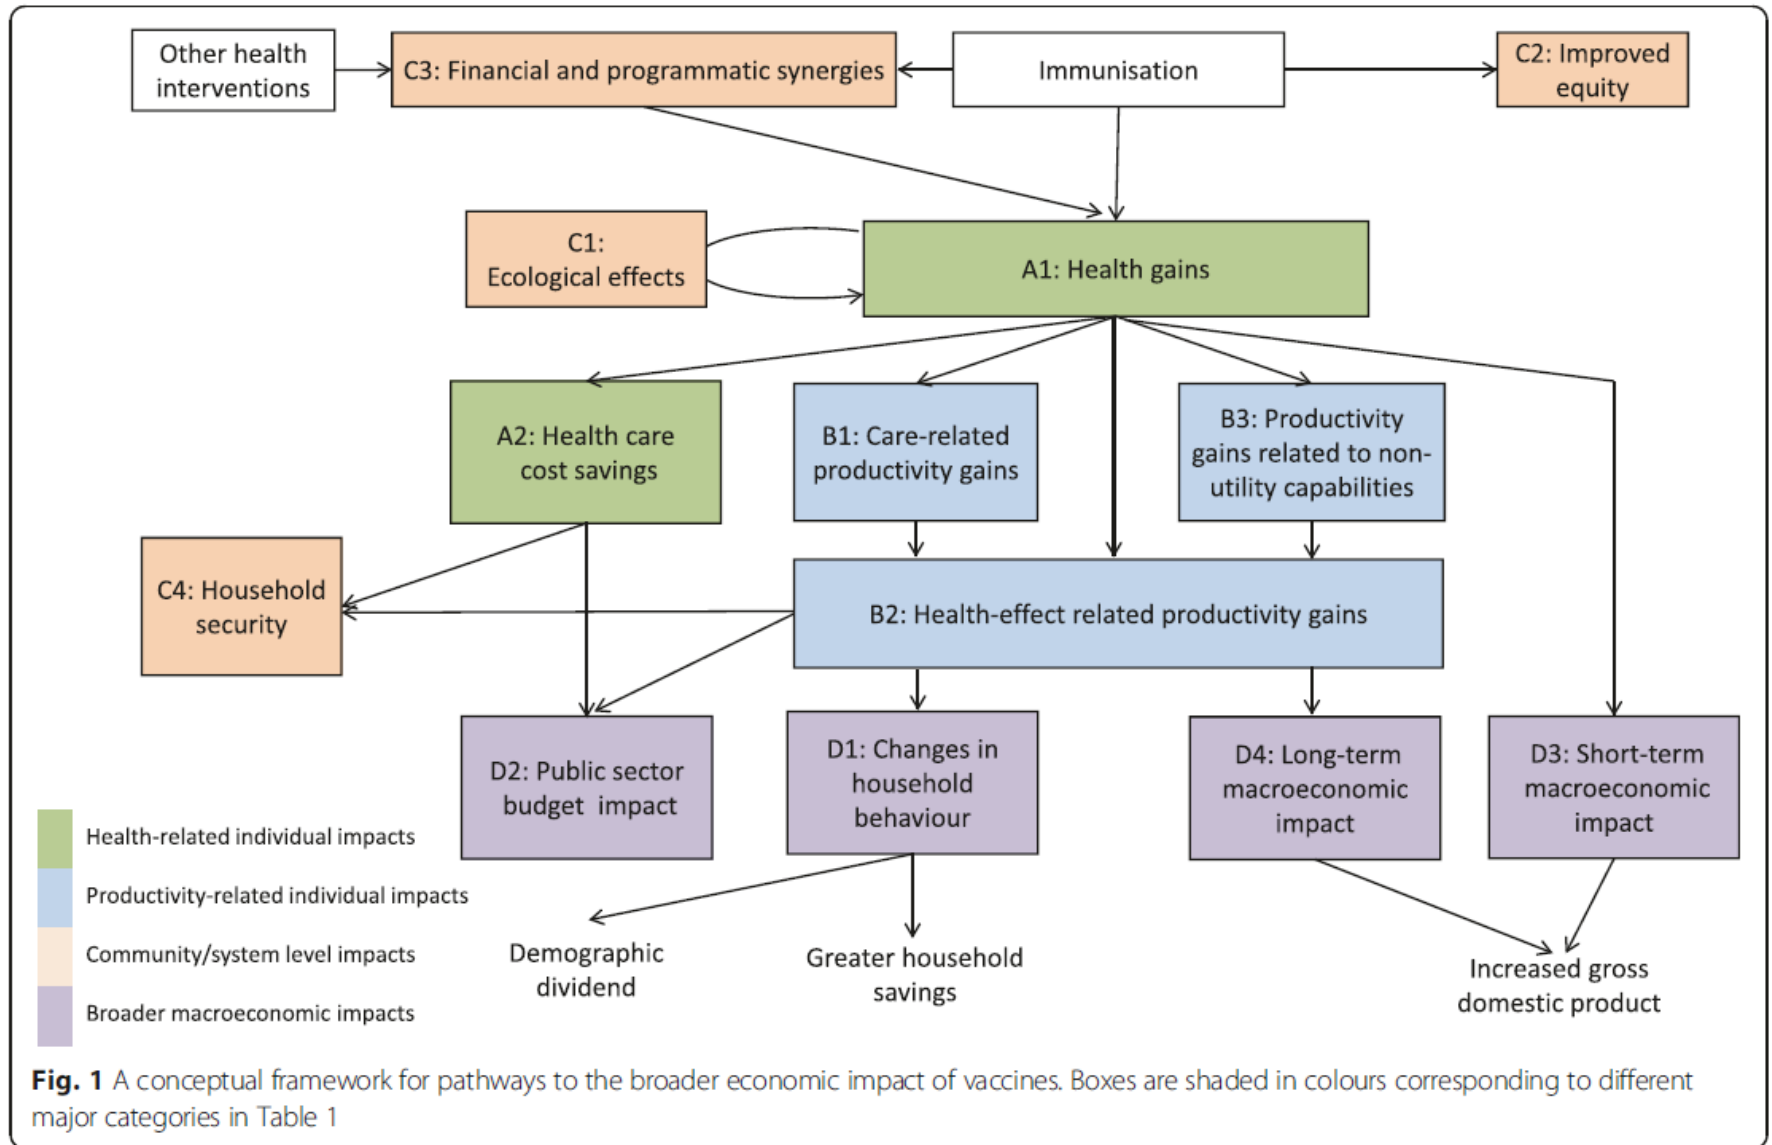 Other health
interventions
C3: Financial and programmatic synergies
Immunisation
C2: Improved
equity
C1:
Ecological effects
A1: Health gains
A2: Health care
cost savings
B1: Care-related
productivity gains
B3: Productivity
gains related to non-
utility capabilities
C4: Household
security
B2: Health-effect related productivity gains
D2: Public sector
budget impact
D1: Changes in
household
behaviour
D4: Long-term
macroeconomic
impact
D3: Short-term
macroeconomic
impact
Health-related individual impacts
Productivity-related individual impacts
Community/system level impacts
Broader macroeconomic impacts
Demographic
dividend
Greater household
savings
Increased gross
domestic product
Fig. 1 A conceptual framework for pathways to the broader economic impact of vaccines. Boxes are shaded in colours corresponding to different
major categories in Table 1